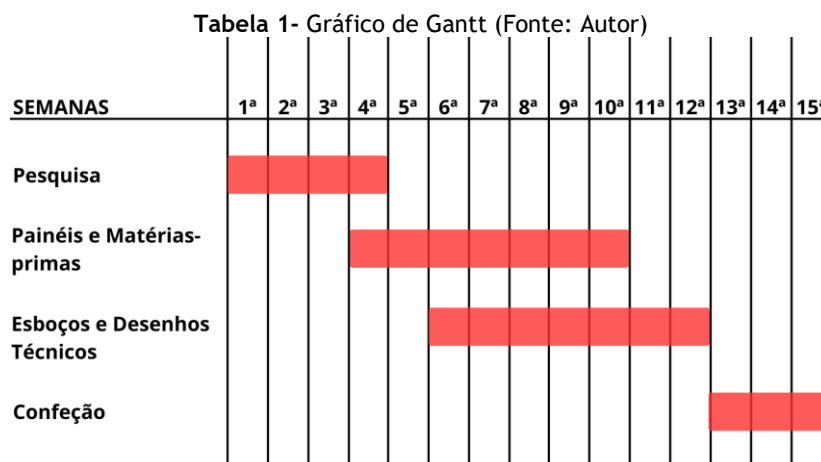 Tabela 1- Gráfico de Gantt (Fonte: Autor)
SEMANAS 1ª 2ª 3ª 4ª 5ª 6ª 7ª 8ª 9ª 10ª 11ª 12ª 13ª 14ª 15ª
Pesquisa
Painéis e Matérias-
primas
Esboços e Desenhos
Técnicos
Confeção